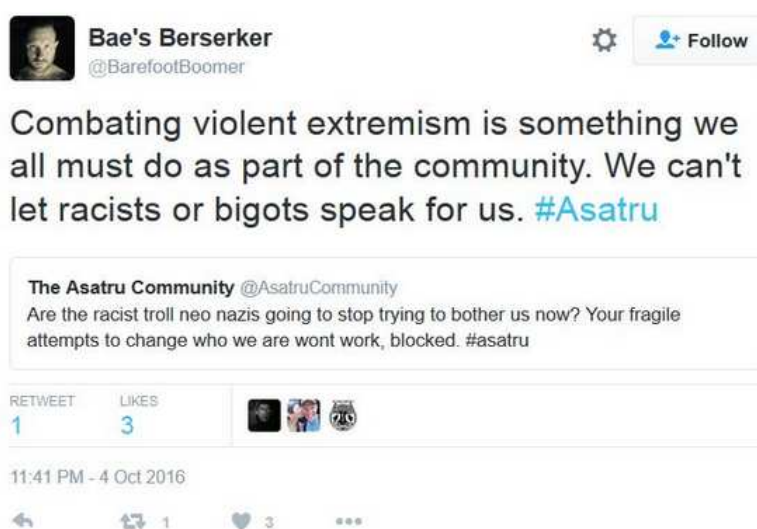 Bae's Berserker
@BarefootBoomer
Follow
Combating violent extremism is something we
all must do as part of the community. We can't
let racists or bigots speak for us. #Asatru
The Asatru Community @AsatruCommunity
Are the racist troll neo nazis going to stop trying to bother us now? Your fragile
attempts to change who we are wont work, blocked. #asatru
RETWEET LIKES
1 3
11:41 PM - 4 Oct 2016
1 3